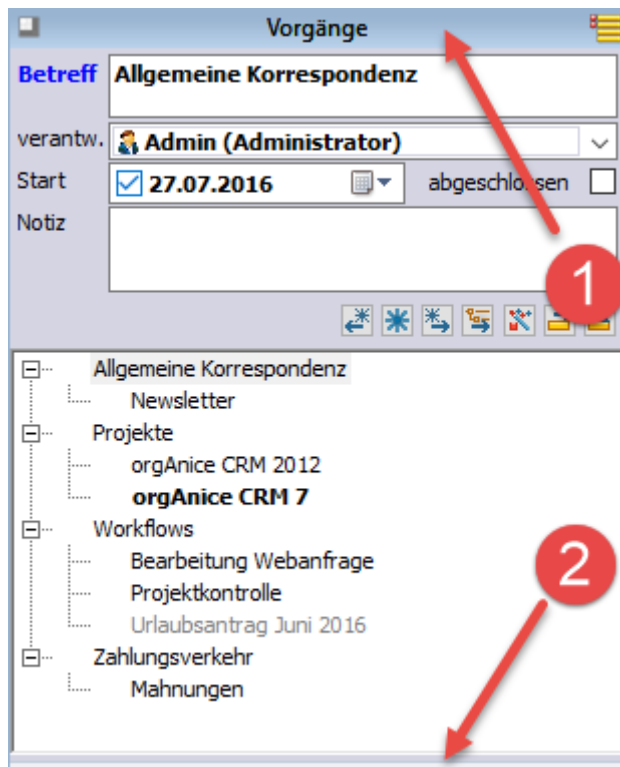 Vorgänge
Betreff Allgemeine Korrespondenz
verantw. Admin (Administrator)
Start 27.07.2016 abgeschlossen
Notiz
1
Allgemeine Korrespondenz
Newsletter
Projekte
orgAnice CRM 2012
orgAnice CRM 7
Workflows
Bearbeitung Webanfrage
2
Projektkontrolle
Urlaubsantrag Juni 2016
Zahlungsverkehr
Mahnungen